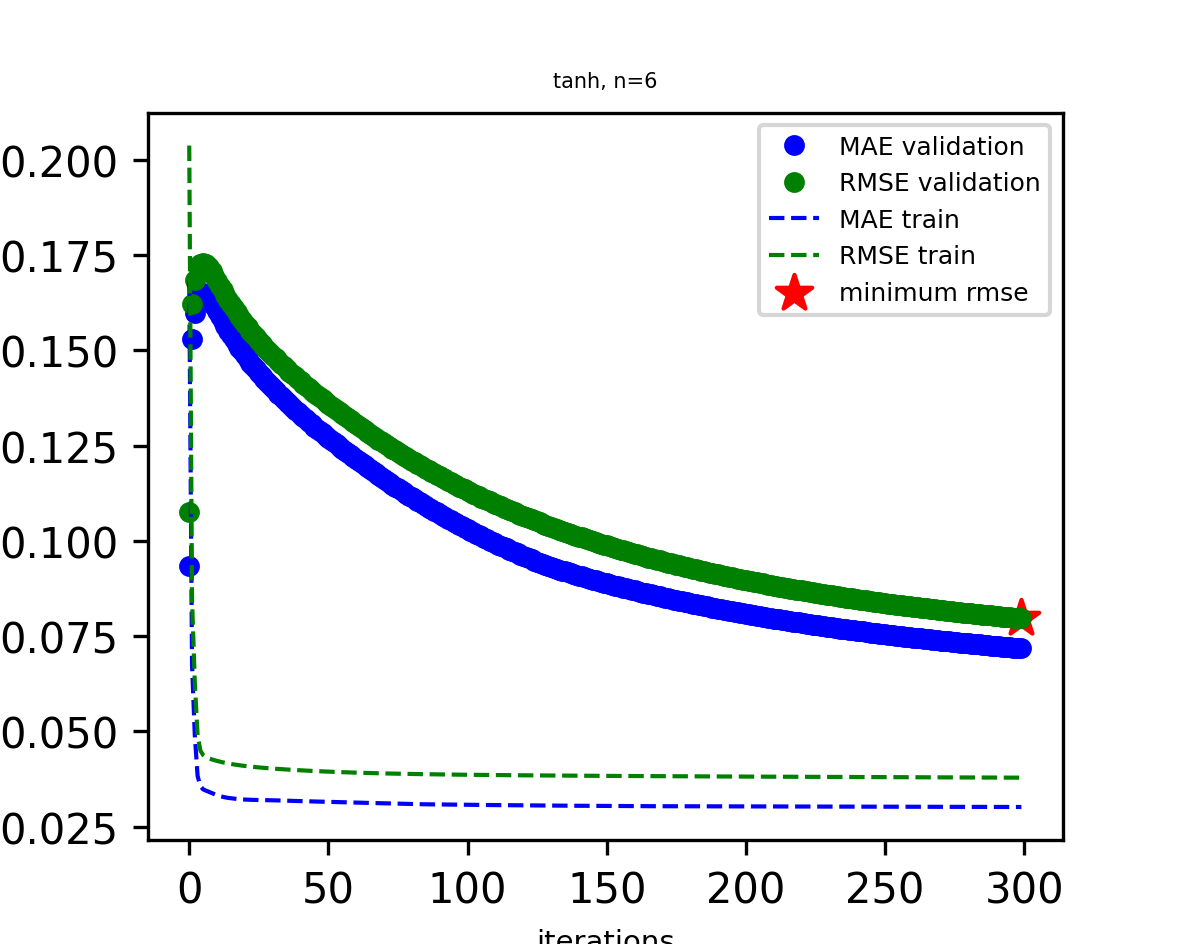 tanh, n=6
MAE validation
RMSE validation
MAE train
RMSE train
minimum rmse
0.200
0.175
0.150
0.125
0.100
0.075
0.050
0.025
0 50 100 150 200 250 300
iterations